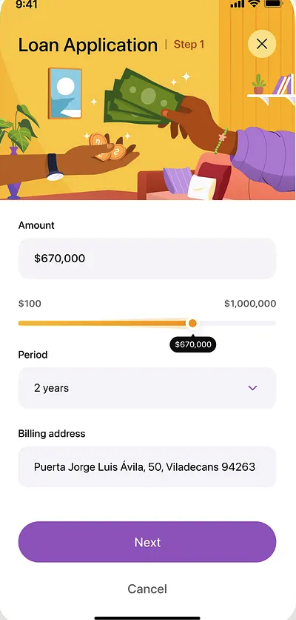 9:41
Loan Application | Step 1
Amount
$670,000
$100 $1,000,000
$670,000
Period
2 years
Billing address
Puerta Jorge Luis Ávila, 50, Viladecans 94263
Next
Cancel